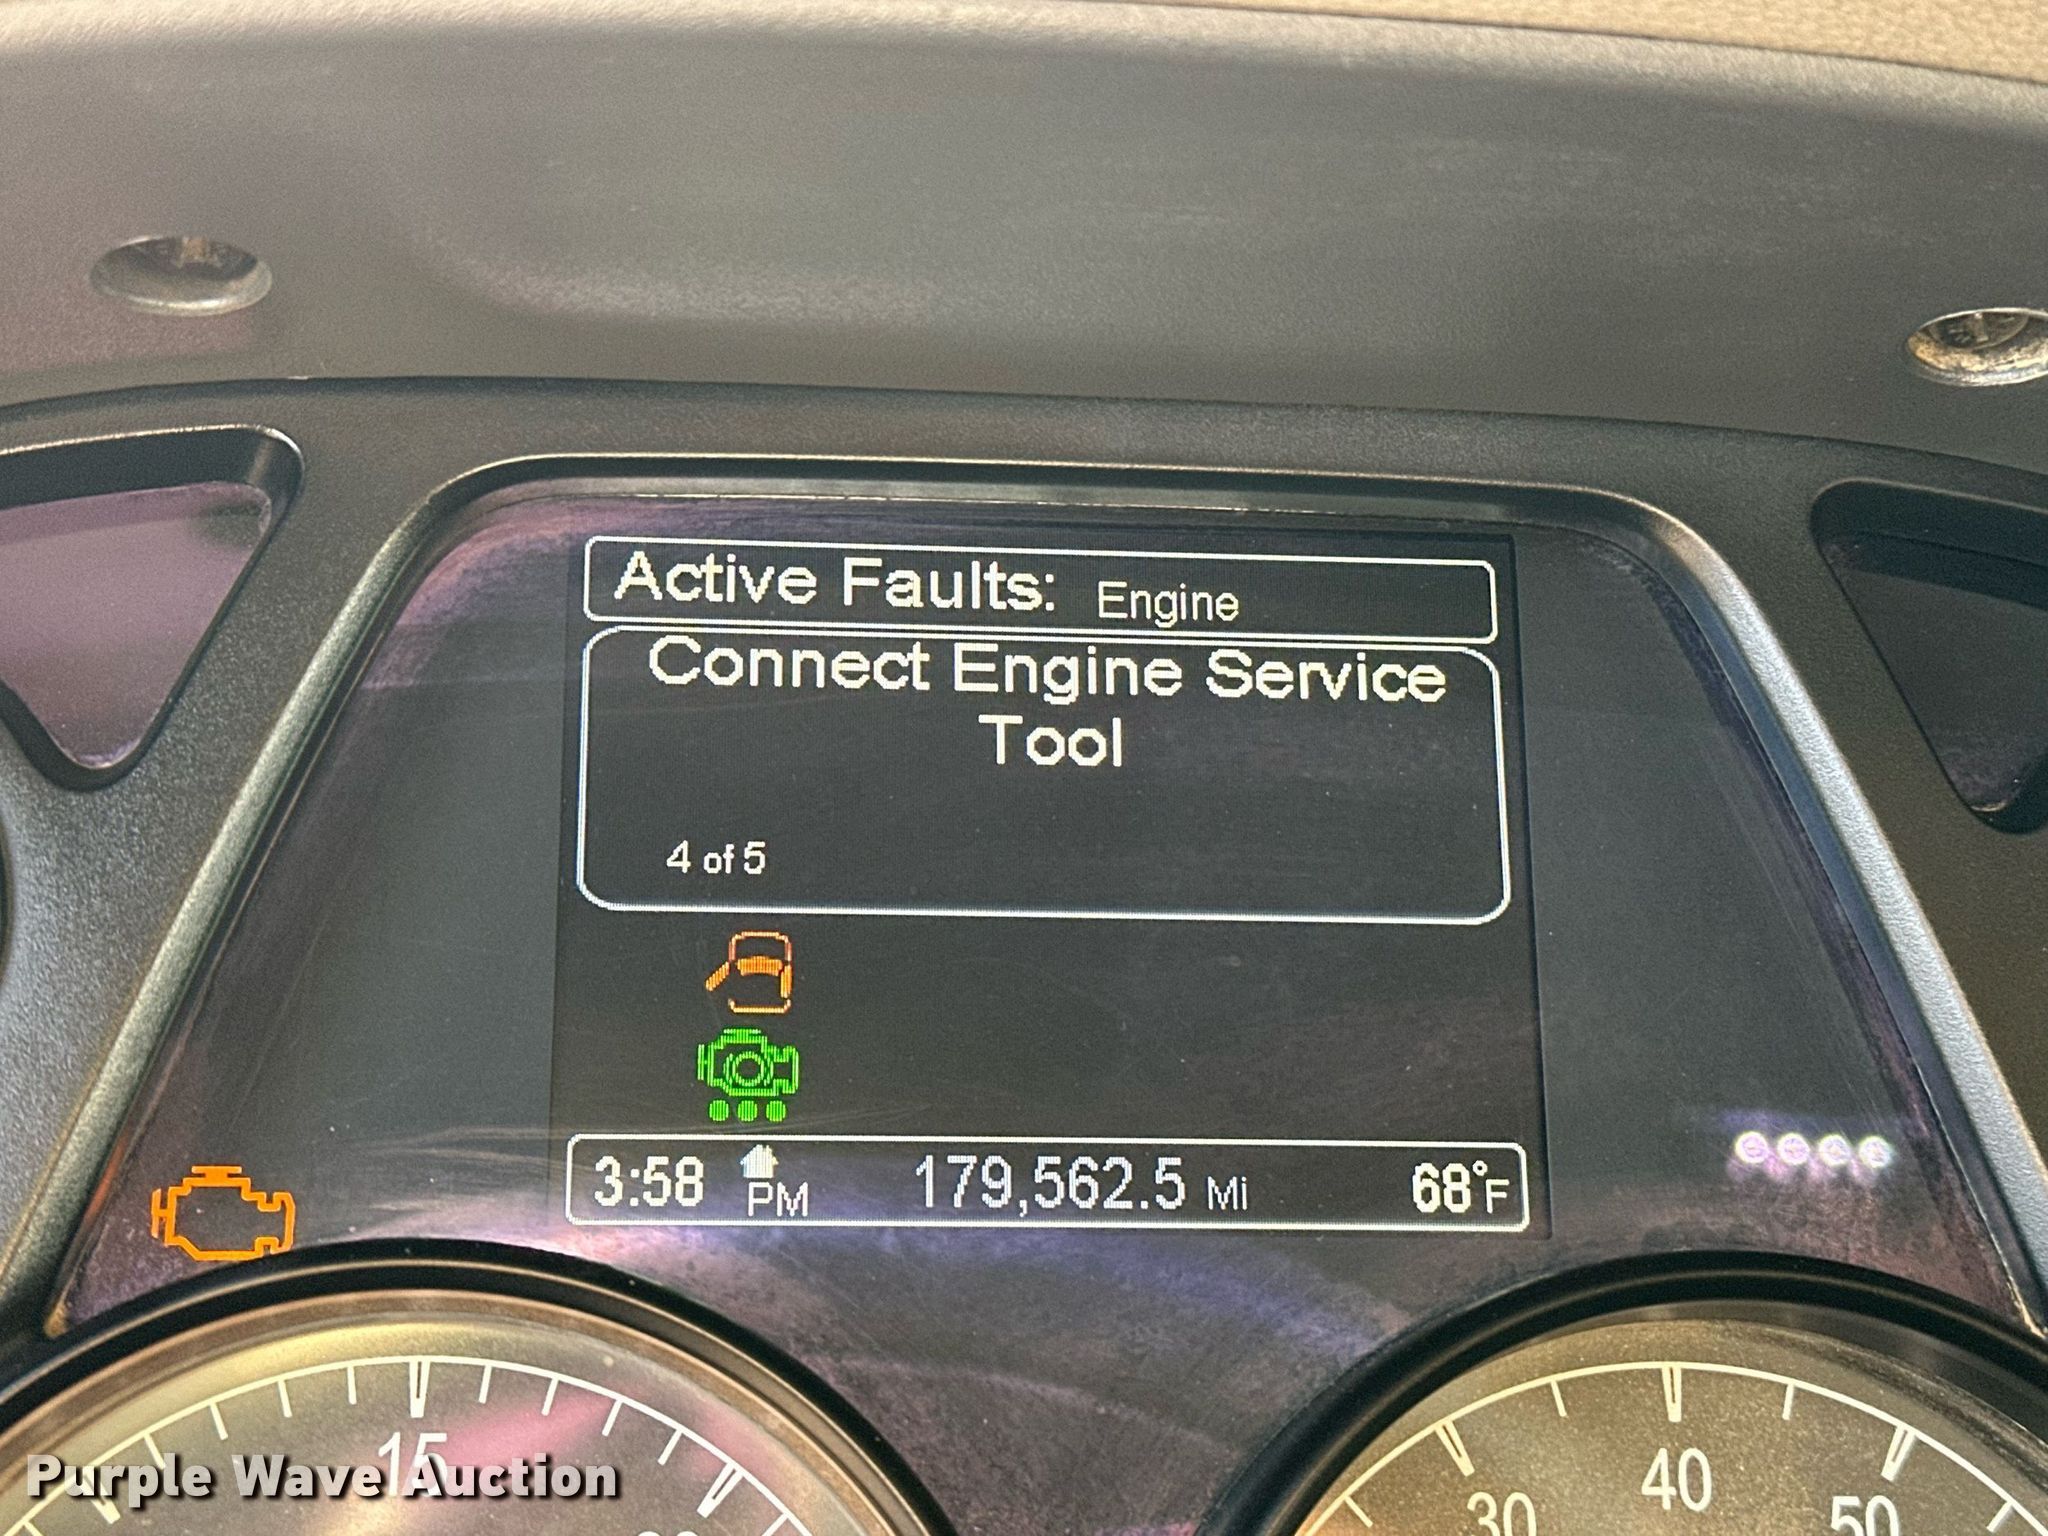 Active Faults: Engine
Connect Engine Service
Tool
4 of 5
3:58 PM 179,562.5 Mi 68°F
15
30 40 50
Purple Wave Auction